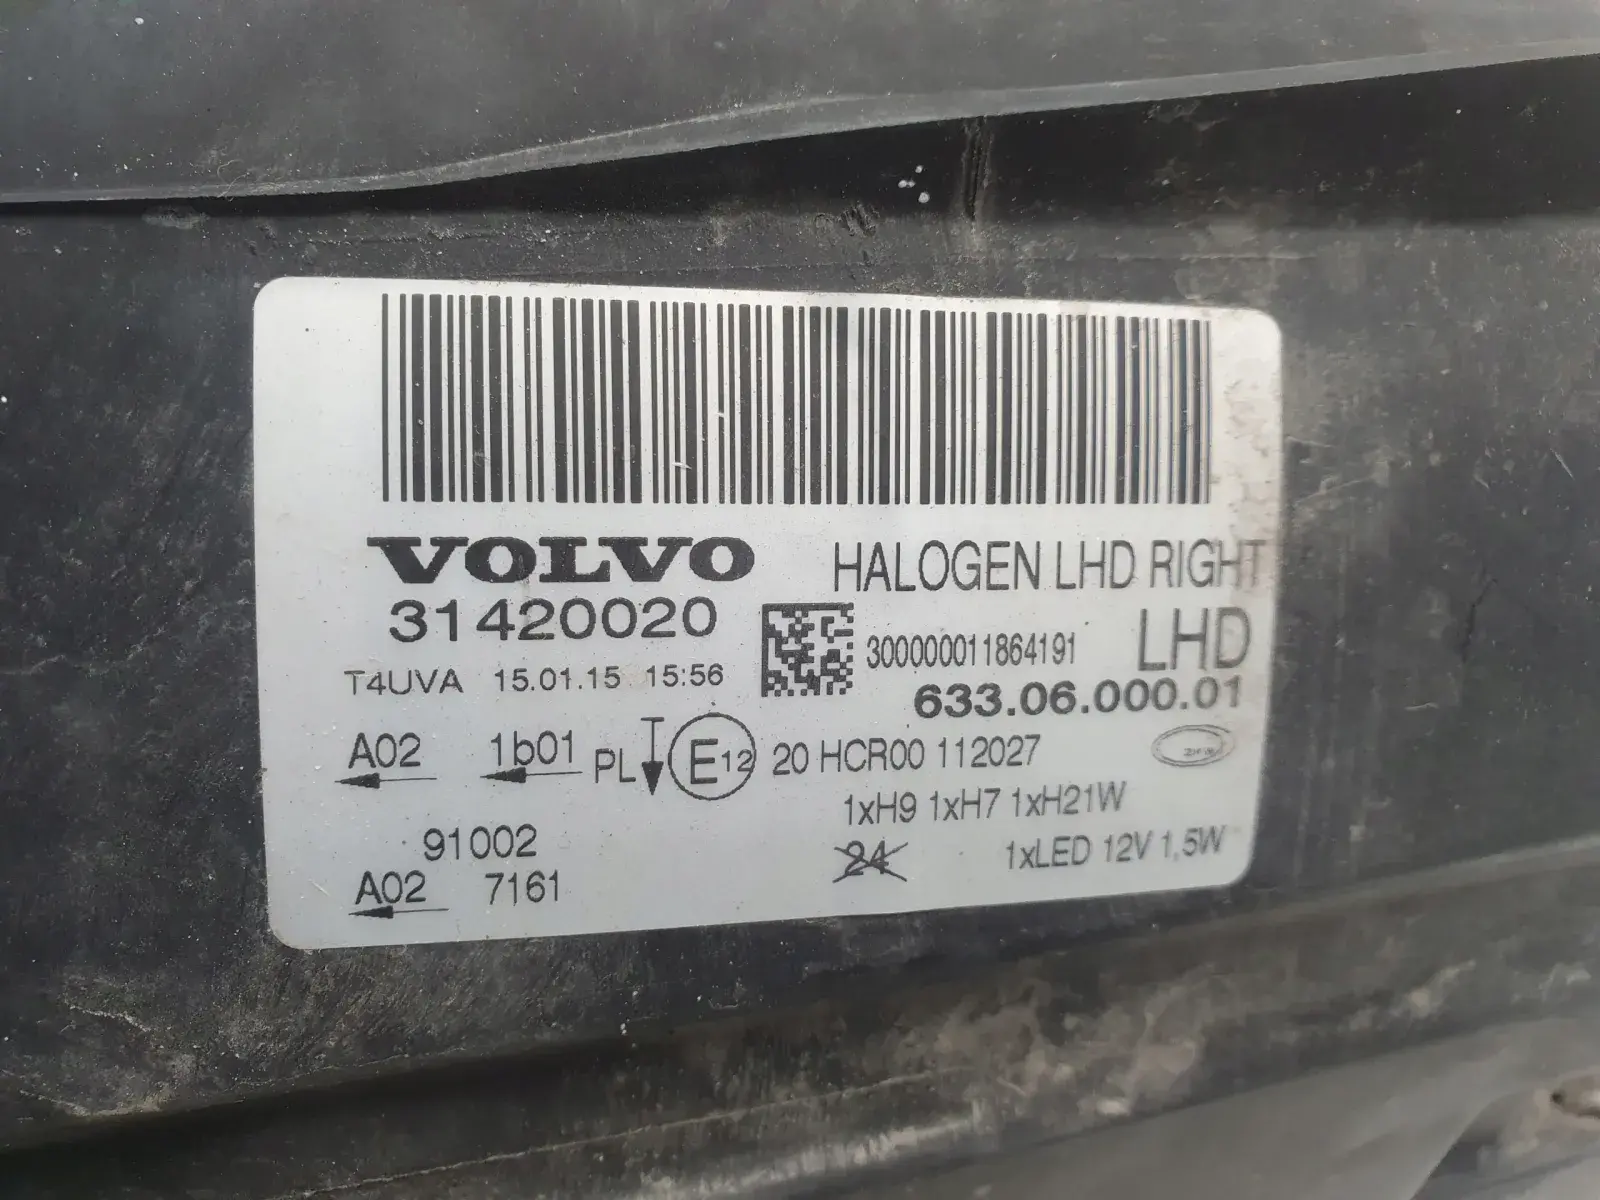 VOLVO HALOGEN LHD RIGHT
31420020 300000011864191 LHD
T4UVA 15.01.15 15:56 633.06.000.01
A02 1b01 PL E12 20 HCR00 112027
1xH9 1xH7 1xH21W
91002 24 1xLED 12V 1,5W
A02 7161